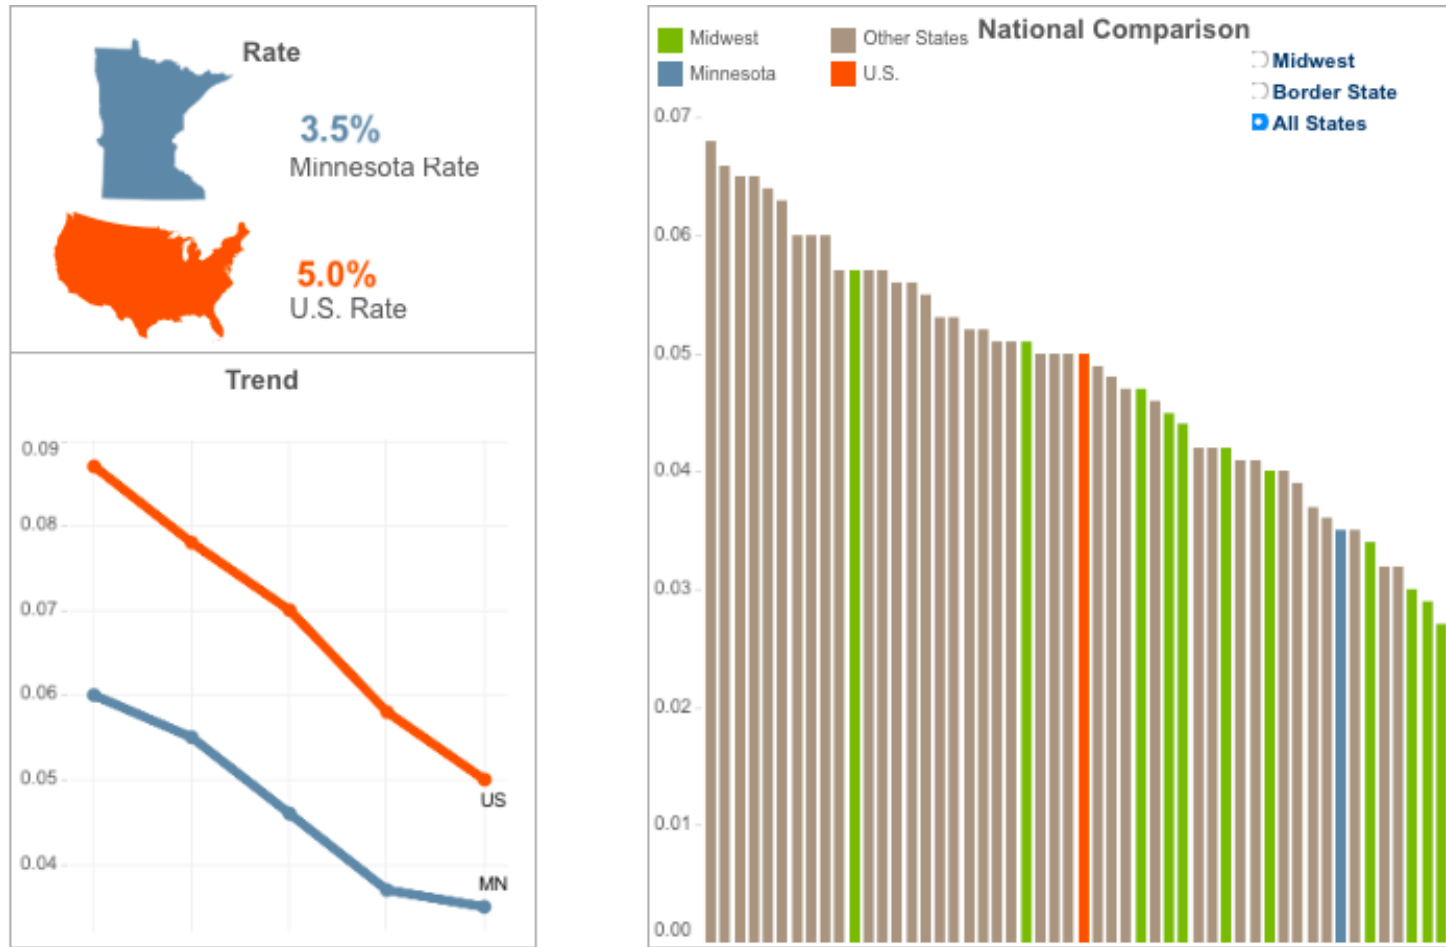 Rate
3.5%
Minnesota Rate
5.0%
U.S. Rate
Trend
0.09
0.08
0.07
0.06
0.05
0.04
US
MN
National Comparison
Midwest
Other States
Minnesota
U.S.
Midwest
Border State
All States
0.07
0.06
0.05
0.04
0.03
0.02
0.01
0.00